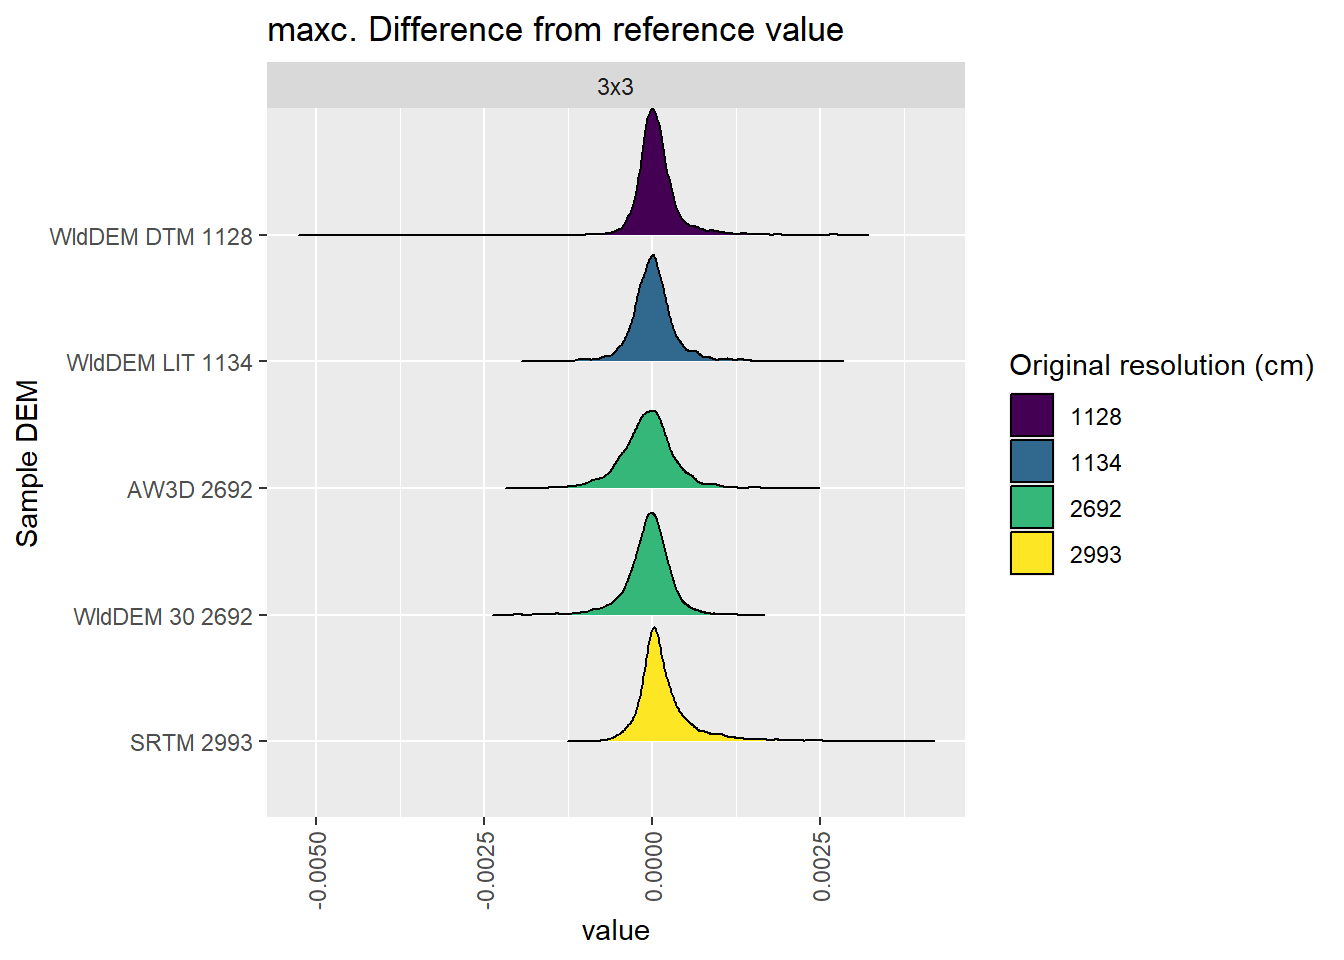 maxc. Difference from reference value
3x3
WldDEM DTM 1128
WldDEM LIT 1134
AW3D 2692
WldDEM 30 2692
SRTM 2993
Sample DEM
-0.0050
-0.0025
0.0000
0.0025
value
Original resolution (cm)
1128
1134
2692
2993